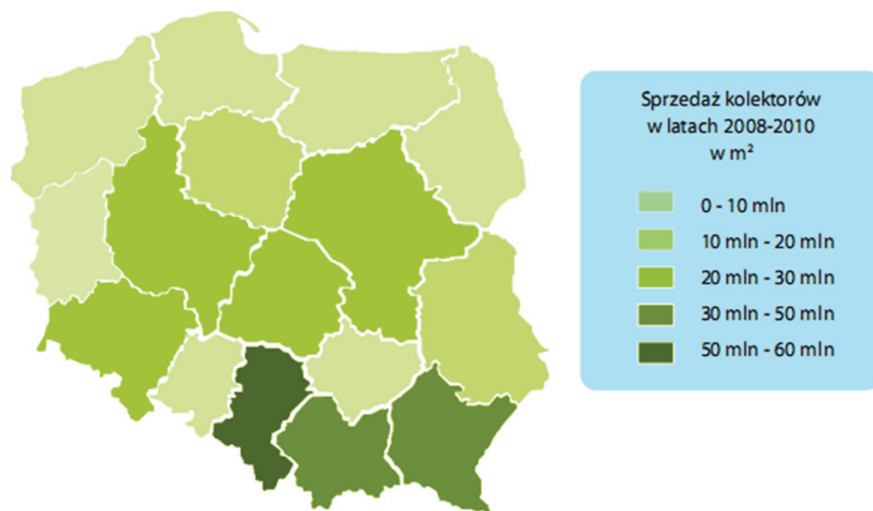 Sprzedaż kolektorów
w latach 2008-2010
w m²
0 - 10 mln
10 mln - 20 mln
20 mln - 30 mln
30 mln - 50 mln
50 mln - 60 mln